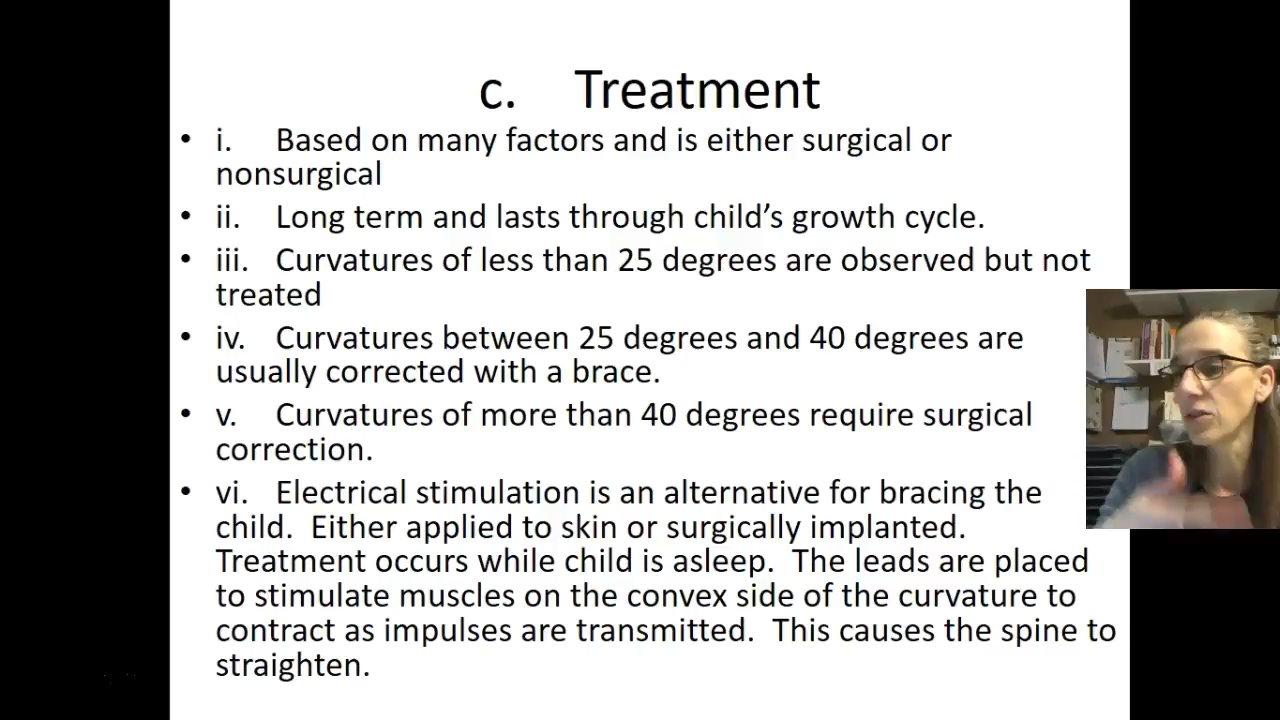 c. Treatment
• i. Based on many factors and is either surgical or
nonsurgical
• ii. Long term and lasts through child’s growth cycle.
• iii. Curvatures of less than 25 degrees are observed but not
treated
• iv. Curvatures between 25 degrees and 40 degrees are
usually corrected with a brace.
• v. Curvatures of more than 40 degrees require surgical
correction.
• vi. Electrical stimulation is an alternative for bracing the
child. Either applied to skin or surgically implanted.
Treatment occurs while child is asleep. The leads are placed
to stimulate muscles on the convex side of the curvature to
contract as impulses are transmitted. This causes the spine to
straighten.